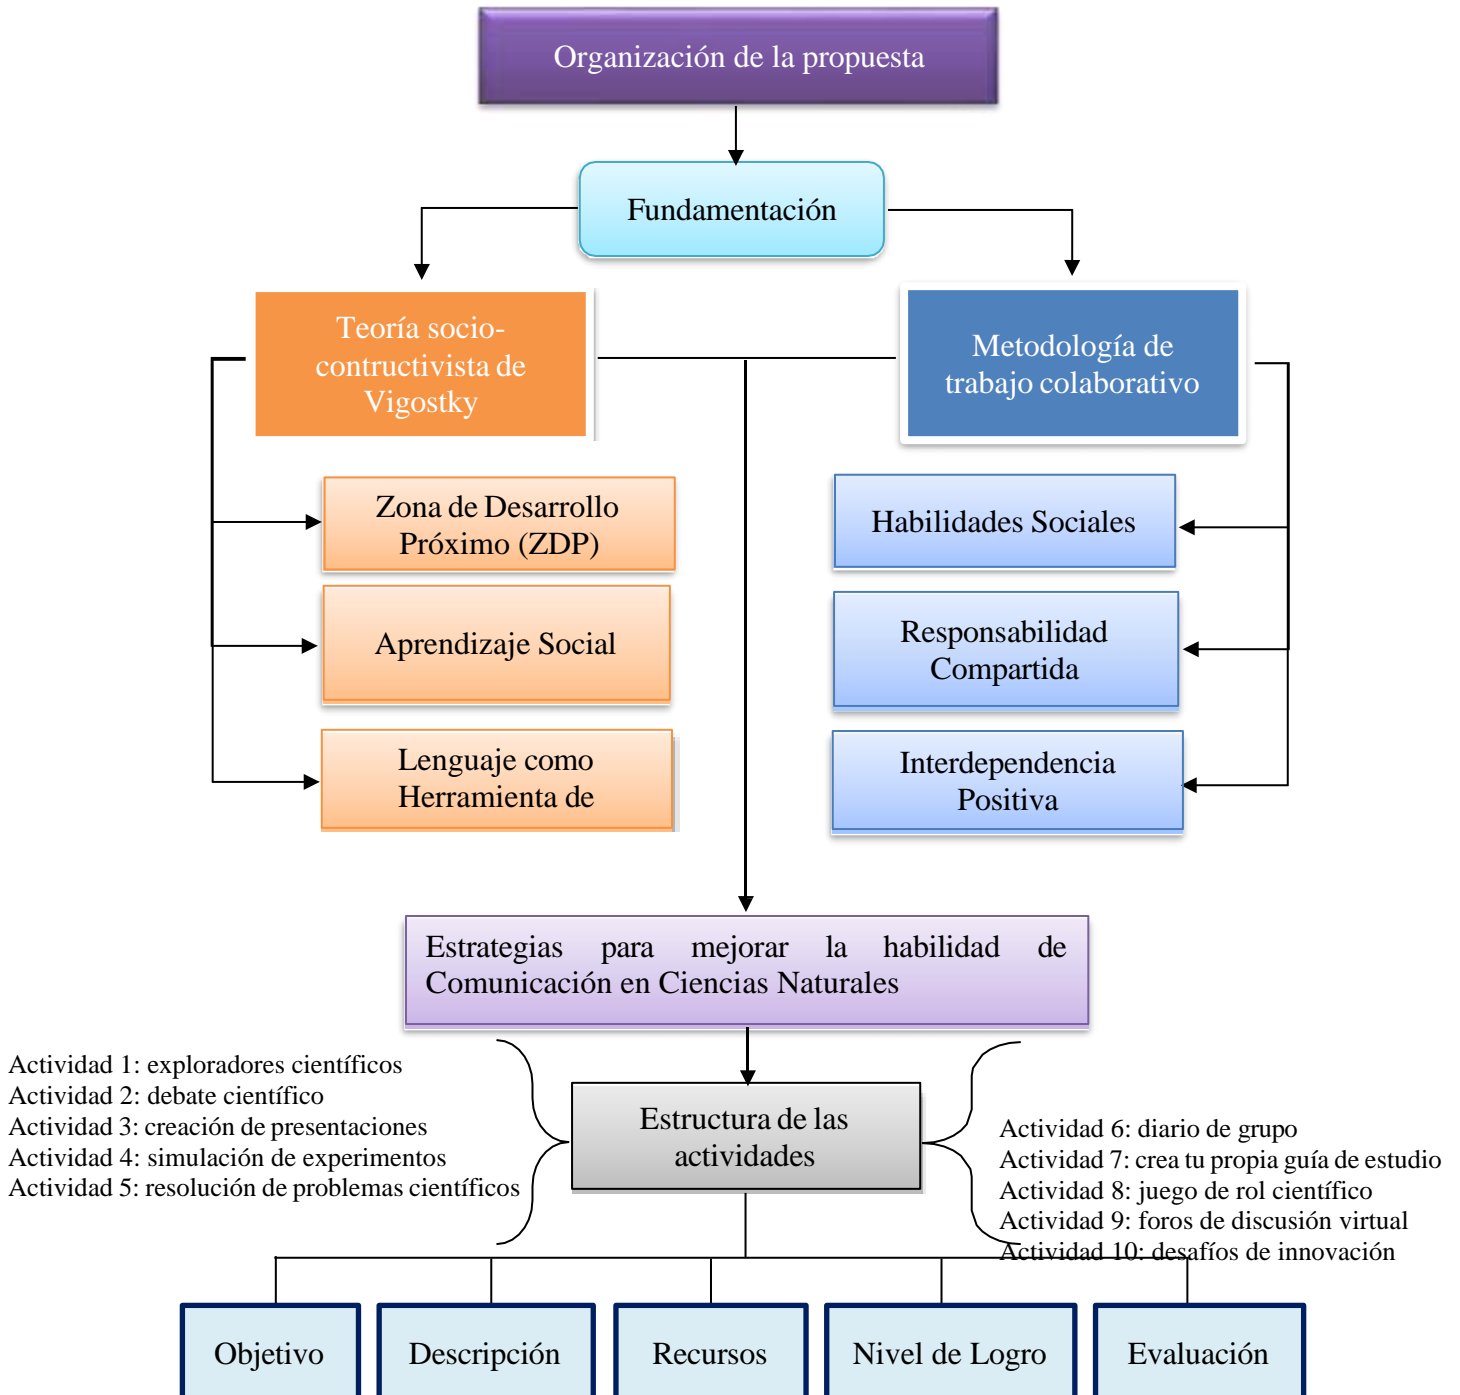 Organización de la propuesta
Fundamentación
Teoría socio-
contructivista de
Vigostky
Metodología de
trabajo colaborativo
Zona de Desarrollo
Próximo (ZDP)
Aprendizaje Social
Lenguaje como
Herramienta de
Habilidades Sociales
Responsabilidad
Compartida
Interdependencia
Positiva
Estrategias para mejorar la habilidad de
Comunicación en Ciencias Naturales
Actividad 1: exploradores científicos
Actividad 2: debate científico
Actividad 3: creación de presentaciones
Actividad 4: simulación de experimentos
Actividad 5: resolución de problemas científicos
Estructura de las
actividades
Actividad 6: diario de grupo
Actividad 7: crea tu propia guía de estudio
Actividad 8: juego de rol científico
Actividad 9: foros de discusión virtual
Actividad 10: desafíos de innovación
Objetivo
Descripción
Recursos
Nivel de Logro
Evaluación